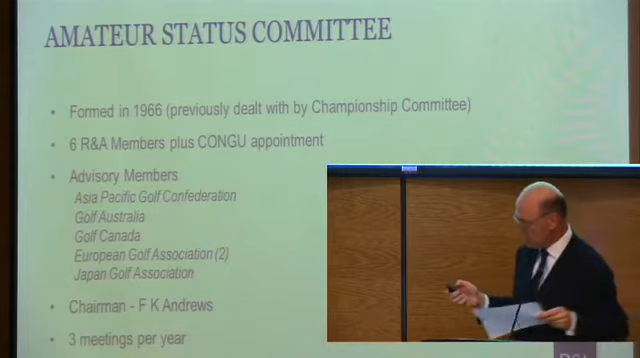 AMATEUR STATUS COMMITTEE
• Formed in 1966 (previously dealt with by Championship Committee)
• 6 R&A Members plus CONGU appointment
• Advisory Members
Asia Pacific Golf Confederation
Golf Australia
Golf Canada
European Golf Association (2)
Japan Golf Association
• Chairman - F K Andrews
• 3 meetings per year